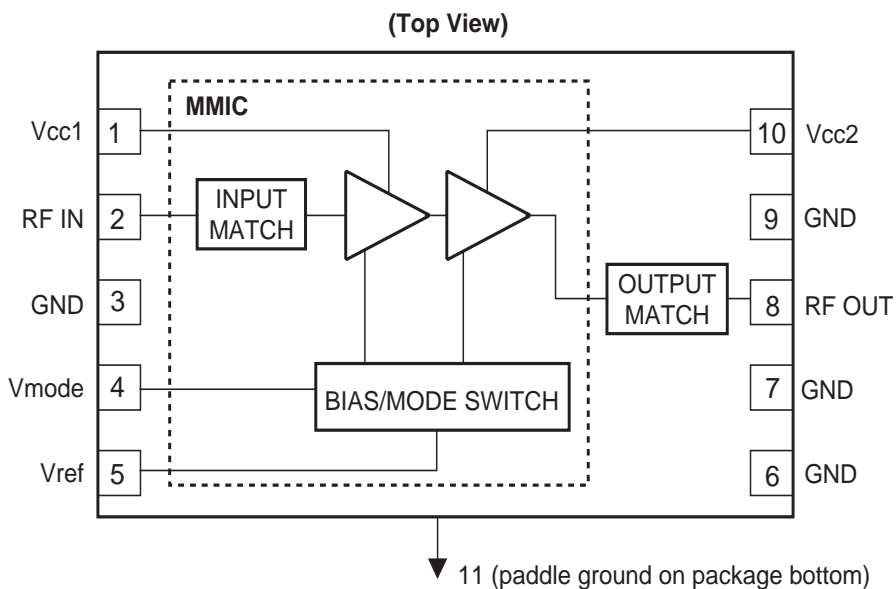 (Top View)
MMIC
Vcc1
1
10
Vcc2
RF IN
2
INPUT
MATCH
9
GND
GND
3
OUTPUT
MATCH
8
RF OUT
Vmode
4
BIAS/MODE SWITCH
7
GND
Vref
5
6
GND
11 (paddle ground on package bottom)